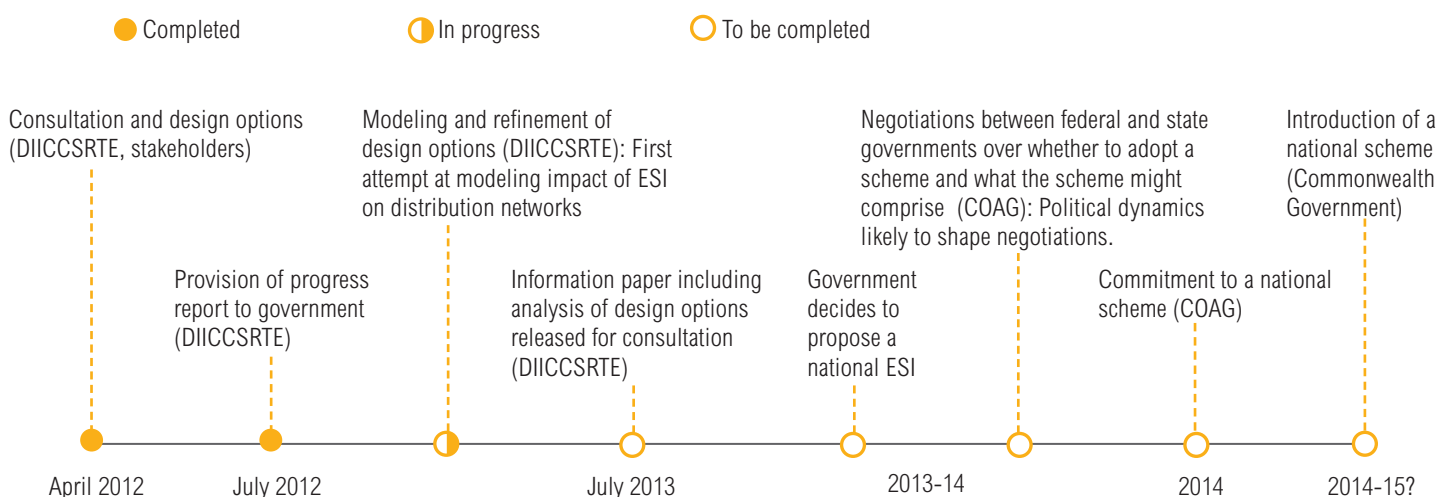 Completed
In progress
To be completed
Consultation and design options
(DIICCSRTE, stakeholders)
Modeling and refinement of
design options (DIICCSRTE): First
attempt at modeling impact of ESI
on distribution networks
Negotiations between federal and state
governments over whether to adopt a
scheme and what the scheme might
comprise (COAG): Political dynamics
likely to shape negotiations.
Introduction of a
national scheme
(Commonwealth
Government)
Provision of progress
report to government
(DIICCSRTE)
Information paper including
analysis of design options
released for consultation
(DIICCSRTE)
Government
decides to
propose a
national ESI
Commitment to a national
scheme (COAG)
April 2012
July 2012
July 2013
2013-14
2014
2014-15?